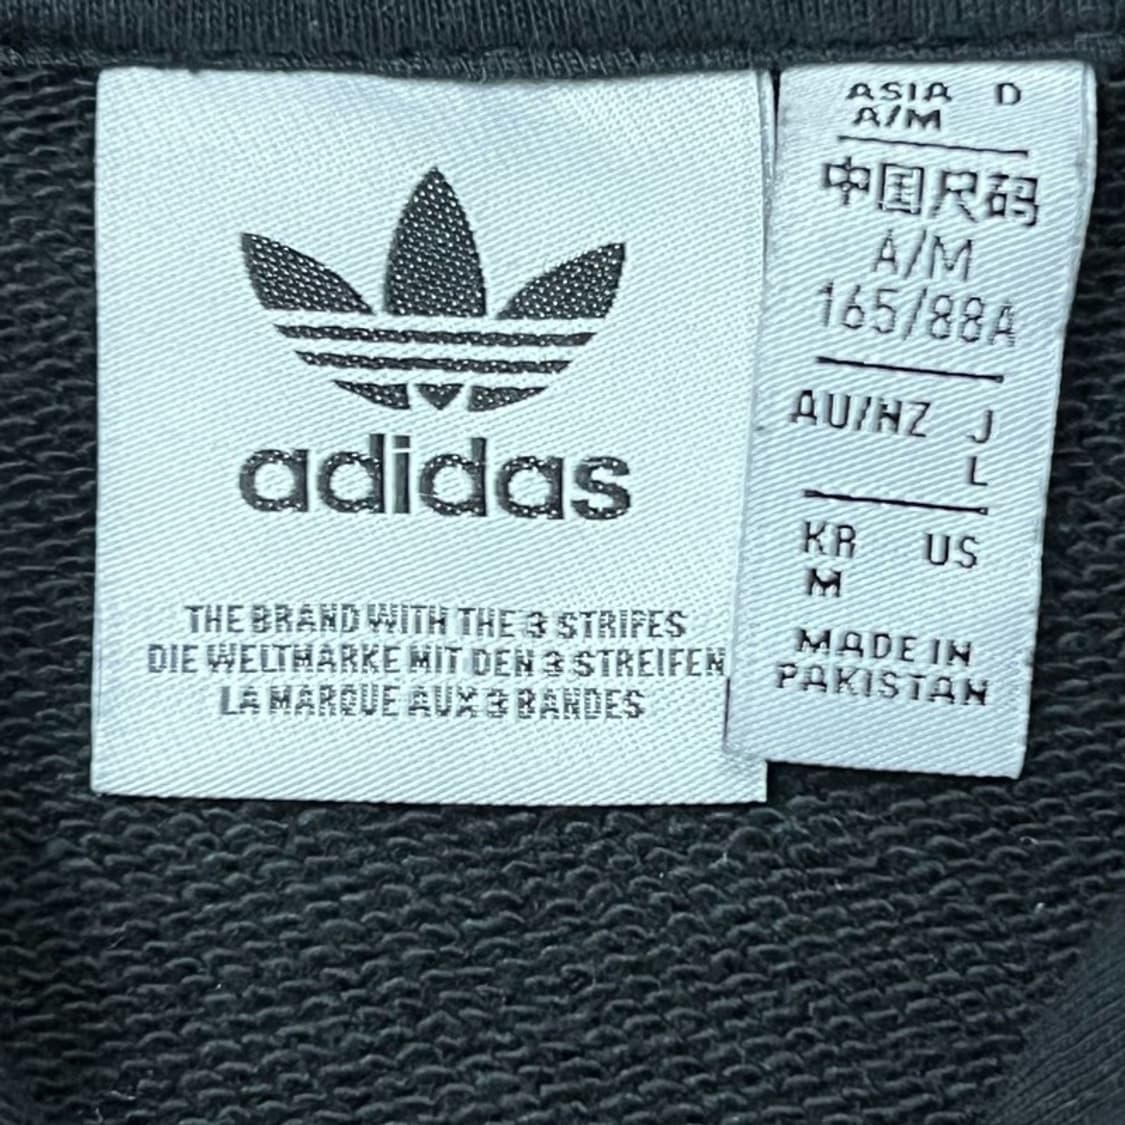 adidas
THE BRAND WITH THE 3 STRIPES
DIE WELTMARKE MIT DEN 3 STREIFEN
LA MARQUE AUX 3 BANDES
ASIA D
A/M
中国尺码
A/M
165/88A
AU/NZ J
L
KR US
M
MADE IN
PAKISTAN